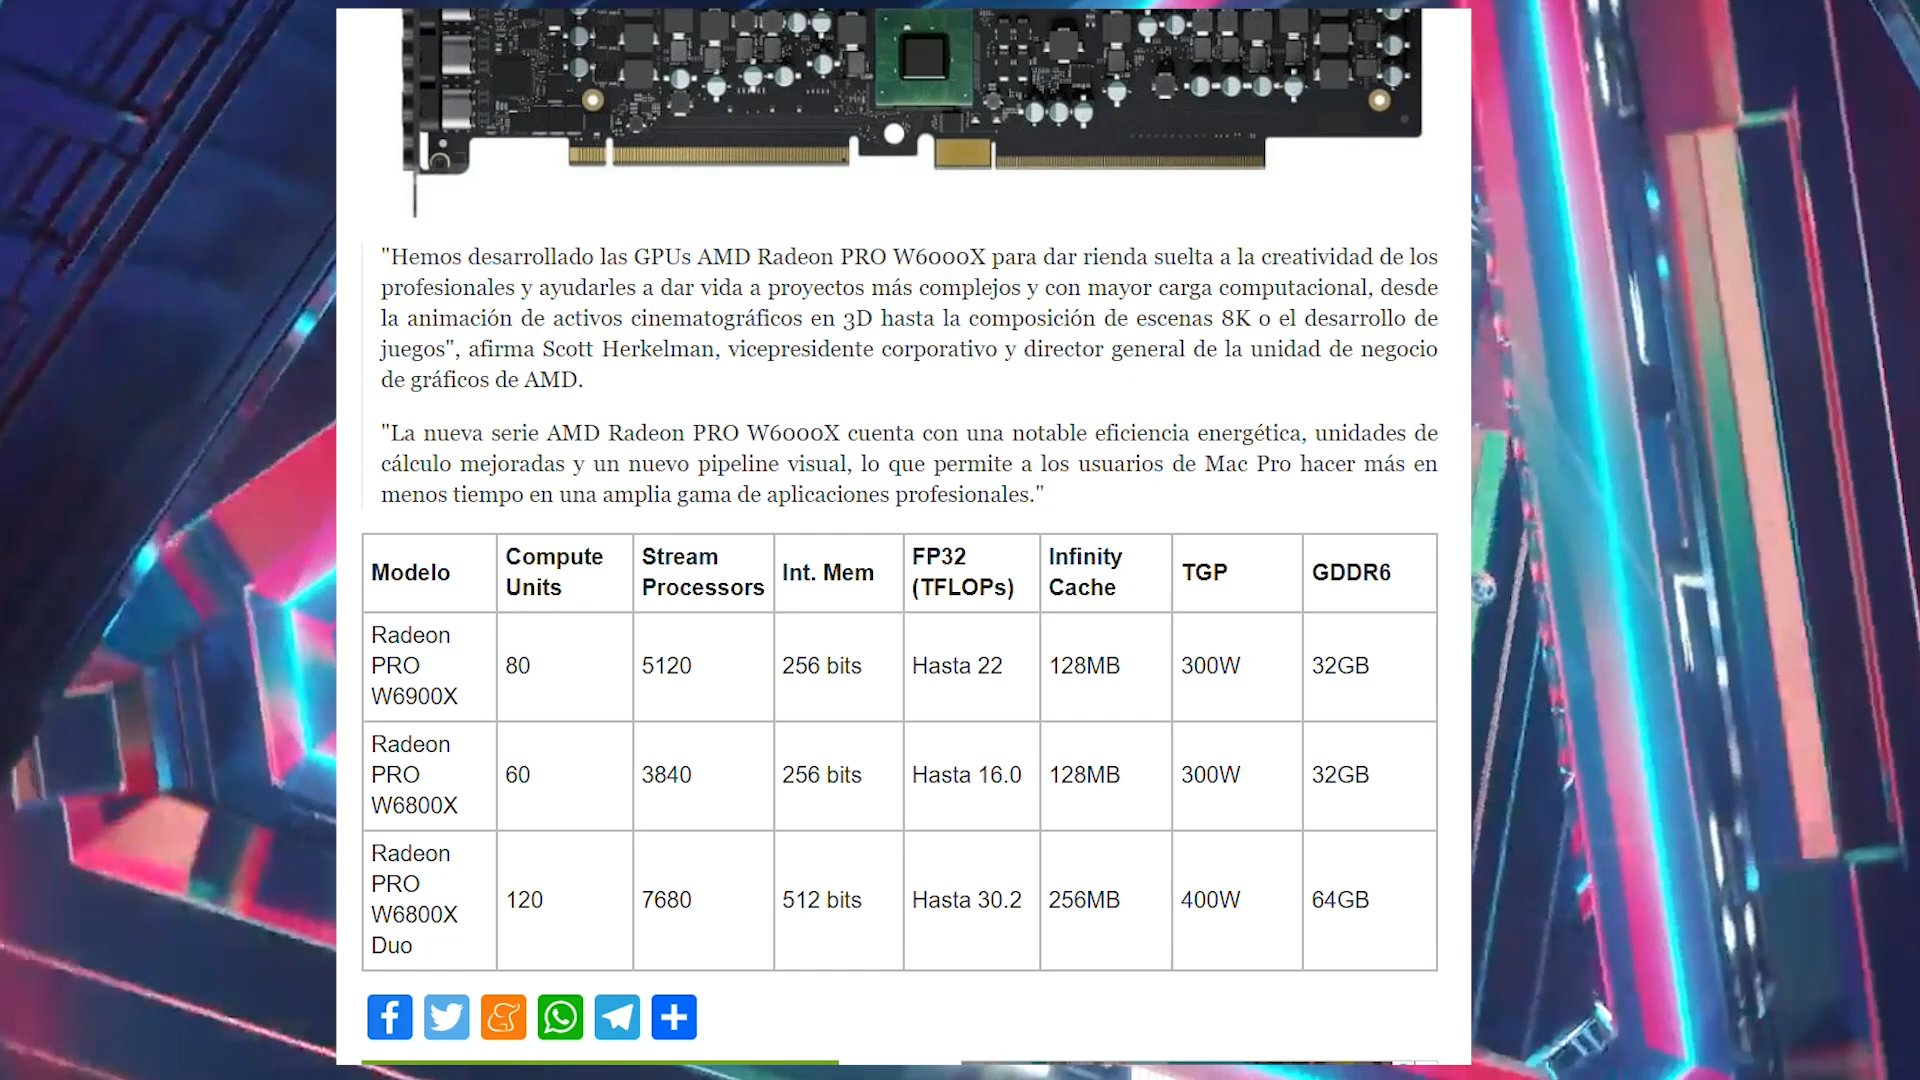 "Hemos desarrollado las GPUs AMD Radeon PRO W6000X para dar rienda suelta a la creatividad de los
profesionales y ayudarles a dar vida a proyectos más complejos y con mayor carga computacional, desde
la animación de activos cinematográficos en 3D hasta la composición de escenas 8K o el desarrollo de
juegos", afirma Scott Herkelman, vicepresidente corporativo y director general de la unidad de negocio
de gráficos de AMD.
"La nueva serie AMD Radeon PRO W6000X cuenta con una notable eficiencia energética, unidades de
cálculo mejoradas y un nuevo pipeline visual, lo que permite a los usuarios de Mac Pro hacer más en
menos tiempo en una amplia gama de aplicaciones profesionales."
Modelo Compute Units Stream Processors Int. Mem FP32 (TFLOPs) Infinity Cache TGP GDDR6
Radeon PRO W6900X 80 5120 256 bits Hasta 22 128MB 300W 32GB
Radeon PRO W6800X 60 3840 256 bits Hasta 16.0 128MB 300W 32GB
Radeon PRO W6800X Duo 120 7680 512 bits Hasta 30.2 256MB 400W 64GB